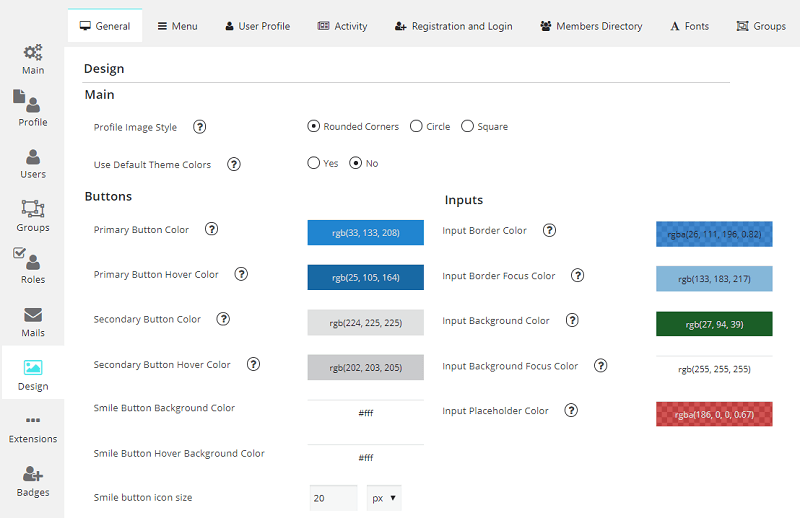 General Menu User Profile Activity Registration and Login Members Directory Fonts Groups
Main
Profile
Users
Groups
Roles
Mails
Design
Extensions
Badges
Design
Main
Profile Image Style ? Rounded Corners Circle Square
Use Default Theme Colors ? Yes No
Buttons
Primary Button Color ? rgb(33, 133, 208)
Primary Button Hover Color ? rgb(25, 105, 164)
Secondary Button Color ? rgb(224, 225, 225)
Secondary Button Hover Color ? rgb(202, 203, 205)
Smile Button Background Color #fff
Smile Button Hover Background Color #fff
Smile button icon size 20 px ▼
Inputs
Input Border Color ? rgba(26, 111, 196, 0.82)
Input Border Focus Color ? rgb(133, 183, 217)
Input Background Color ? rgb(27, 94, 39)
Input Background Focus Color ? rgb(255, 255, 255)
Input Placeholder Color ? rgba(186, 0, 0, 0.67)